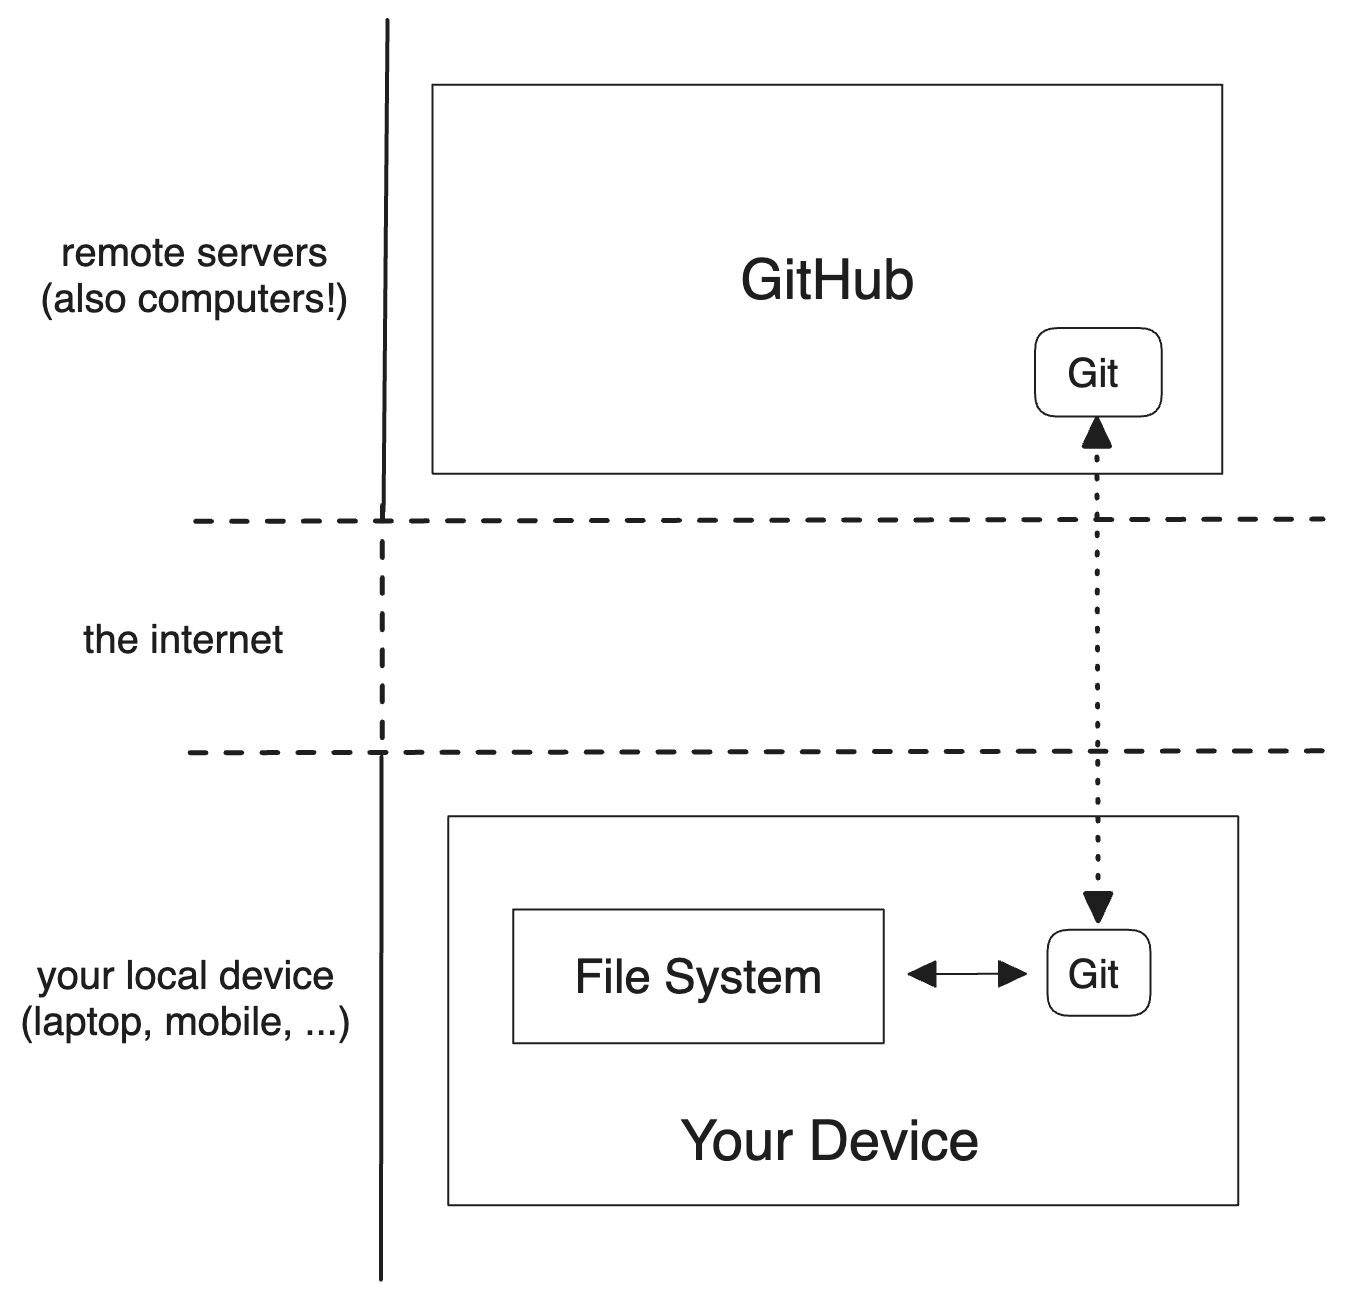 remote servers
(also computers!)
GitHub
Git
the internet
your local device
(laptop, mobile, ...)
File System
Git
Your Device